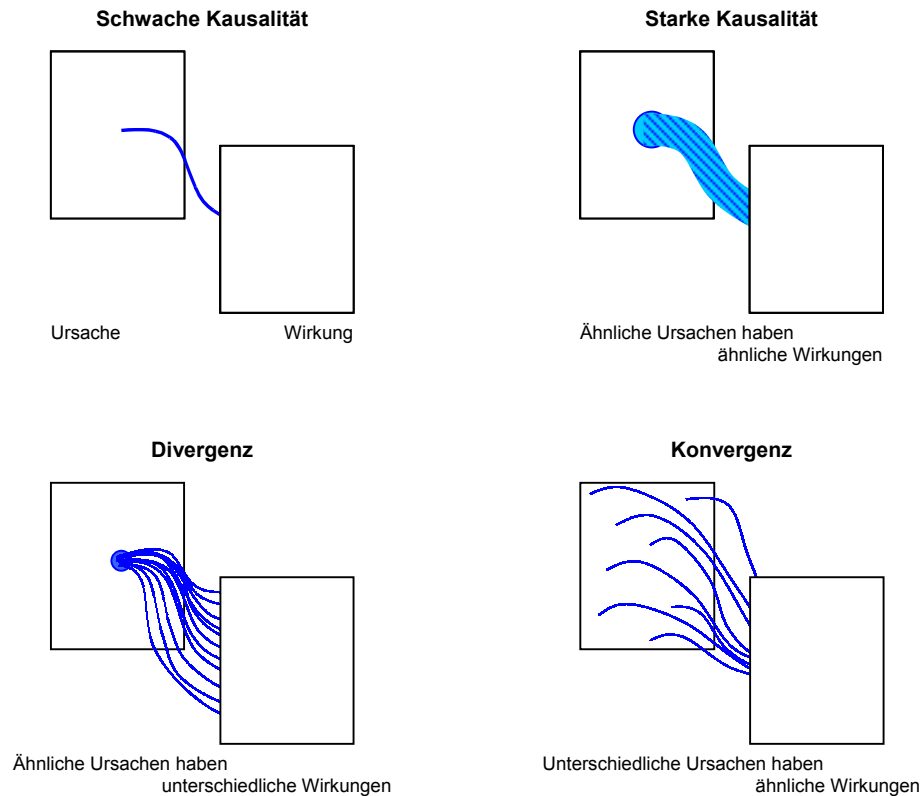 Schwache Kausalität
Starke Kausalität
Ursache Wirkung
Ähnliche Ursachen haben
ähnliche Wirkungen
Divergenz
Konvergenz
Ähnliche Ursachen haben
unterschiedliche Wirkungen
Unterschiedliche Ursachen haben
ähnliche Wirkungen